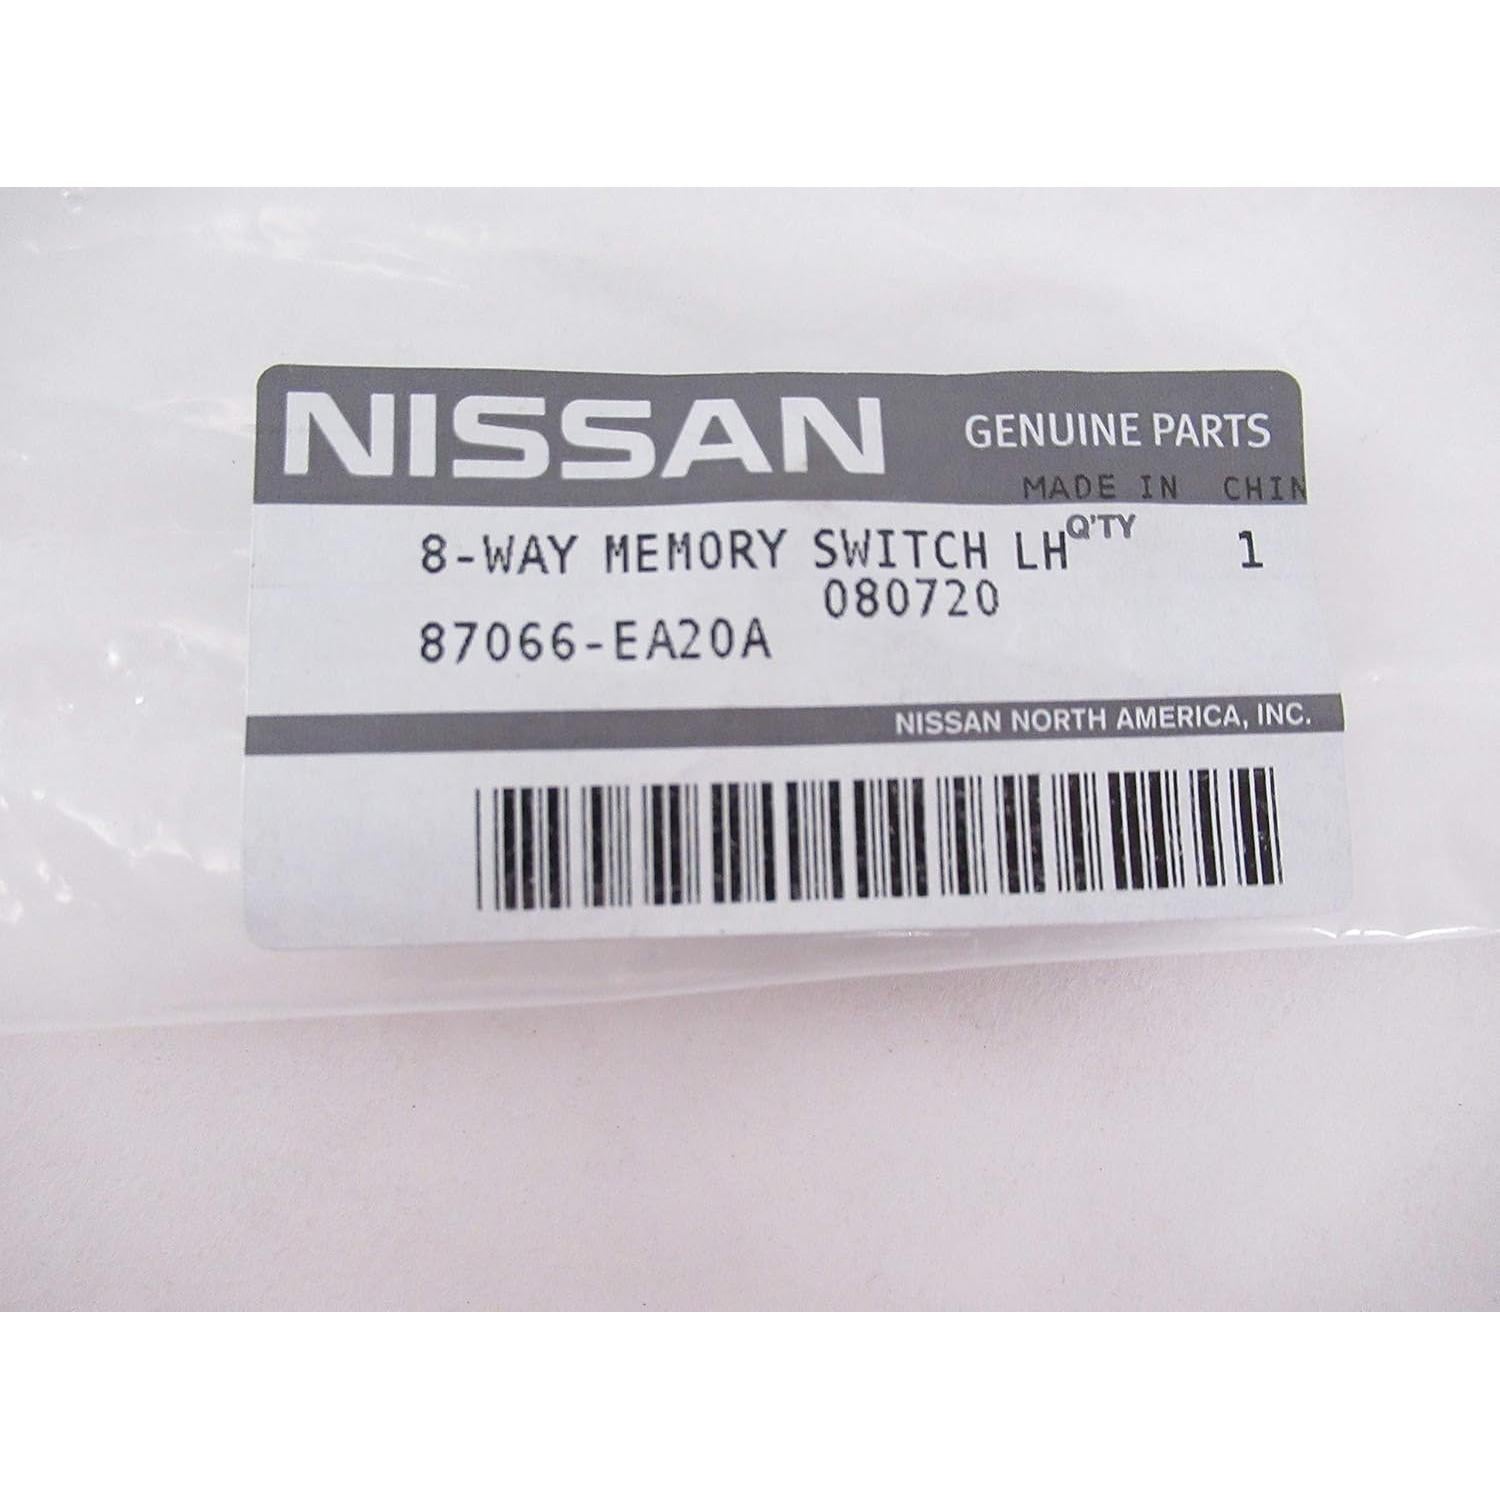 NISSAN GENUINE PARTS
MADE IN CHIN
8-WAY MEMORY SWITCH LH Q'TY 1
080720
87066-EA20A
NISSAN NORTH AMERICA, INC.